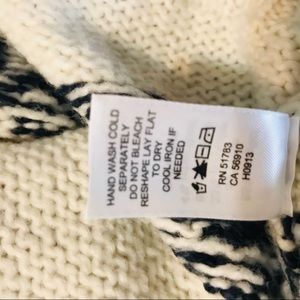 HAND WASH COLD
SEPARATELY
DO NOT BLEACH
RESHAPE LAY FLAT
TO DRY
COOL IRON IF
NEEDED
RN 51783
CA 56910
H0913